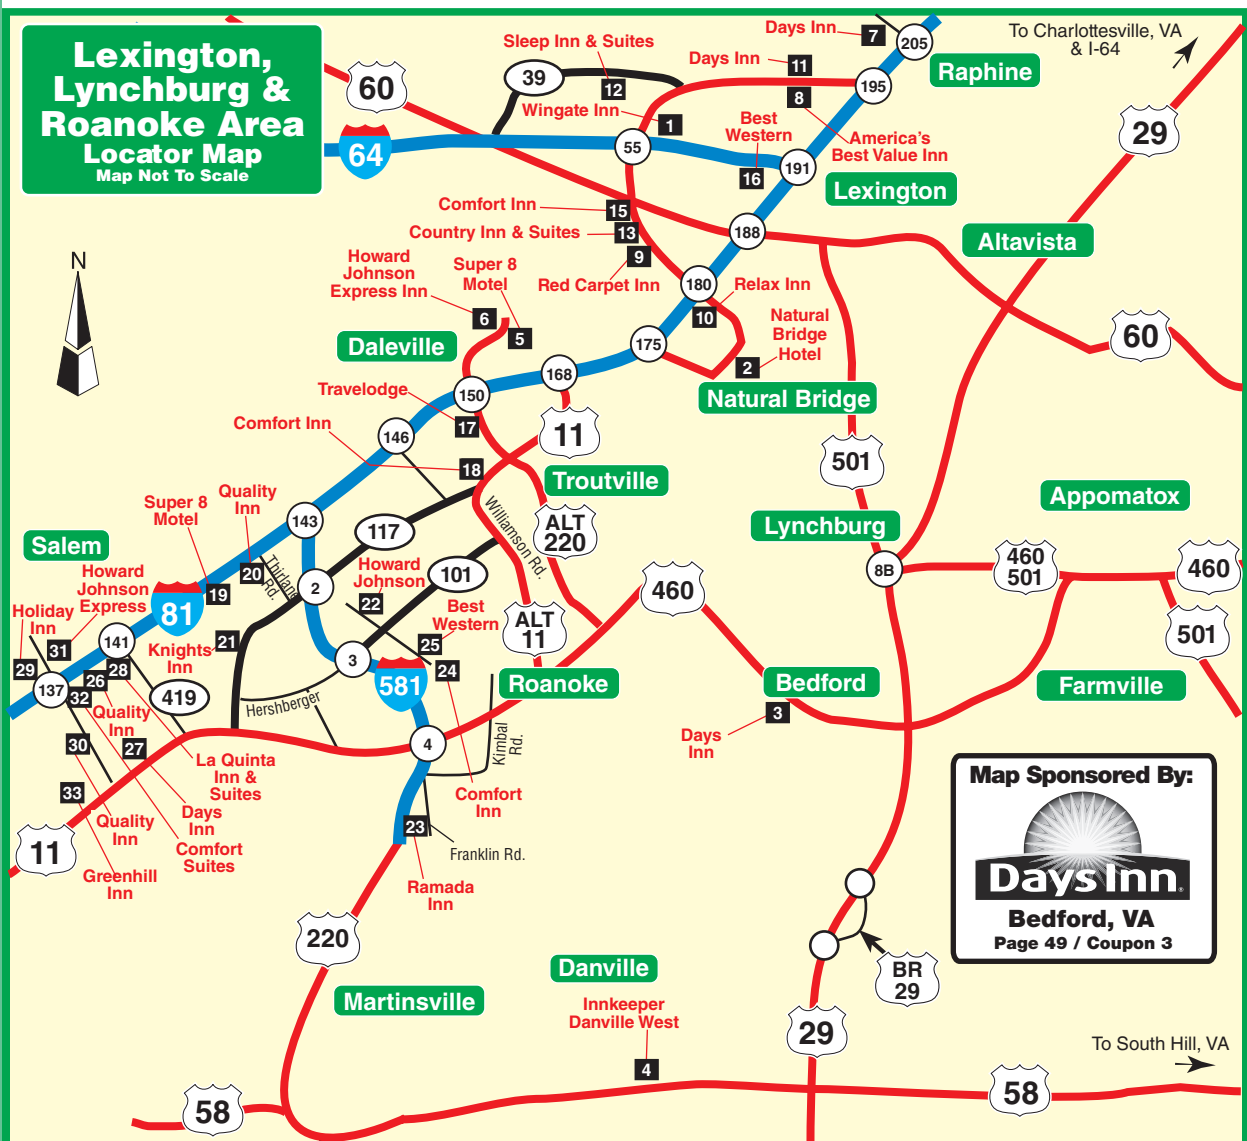 Lexington,
Lynchburg &
Roanoke Area
Locator Map
Map Not To Scale
60
64
Sleep Inn & Suites
39
12
Wingate Inn
1
55
Days Inn
7
205
Raphine
Days Inn
11
195
8
America's
Best Value Inn
Best
Western
16
191
Lexington
To Charlottesville, VA
& I-64
29
Altavista
N
Comfort Inn
15
Country Inn & Suites
13
9
Red Carpet Inn
188
180
Relax Inn
10
Natural
Bridge
Hotel
2
Natural Bridge
175
60
Howard
Johnson
Express Inn
6
Super 8
Motel
5
Daleville
168
150
Travelodge
17
11
146
Comfort Inn
18
Troutville
501
Lynchburg
Appomatox
Super 8
Motel
Quality
Inn
143
117
Williamson Rd.
ALT
220
Salem
20
19
Thirlane
Rd.
2
Howard
Johnson
22
101
8B
460
501
460
501
460
Howard
Johnson
Express
81
Holiday
Inn
31
29
141
Knights
Inn
21
3
Best
Western
25
24
ALT
11
581
Roanoke
Bedford
Farmville
137
26
28
32
419
Hershberger
Quality
Inn
30
27
4
Kimbal
Rd.
3
Days
Inn
La Quinta
Inn &
Suites
33
Quality
Inn
Days
Inn
Comfort
Suites
Comfort
Inn
11
Greenhill
Inn
23
Franklin Rd.
Ramada
Inn
Map Sponsored By:
Days Inn®
Bedford, VA
Page 49 / Coupon 3
220
Martinsville
Danville
Innkeeper
Danville West
4
BR
29
29
To South Hill, VA
58
58